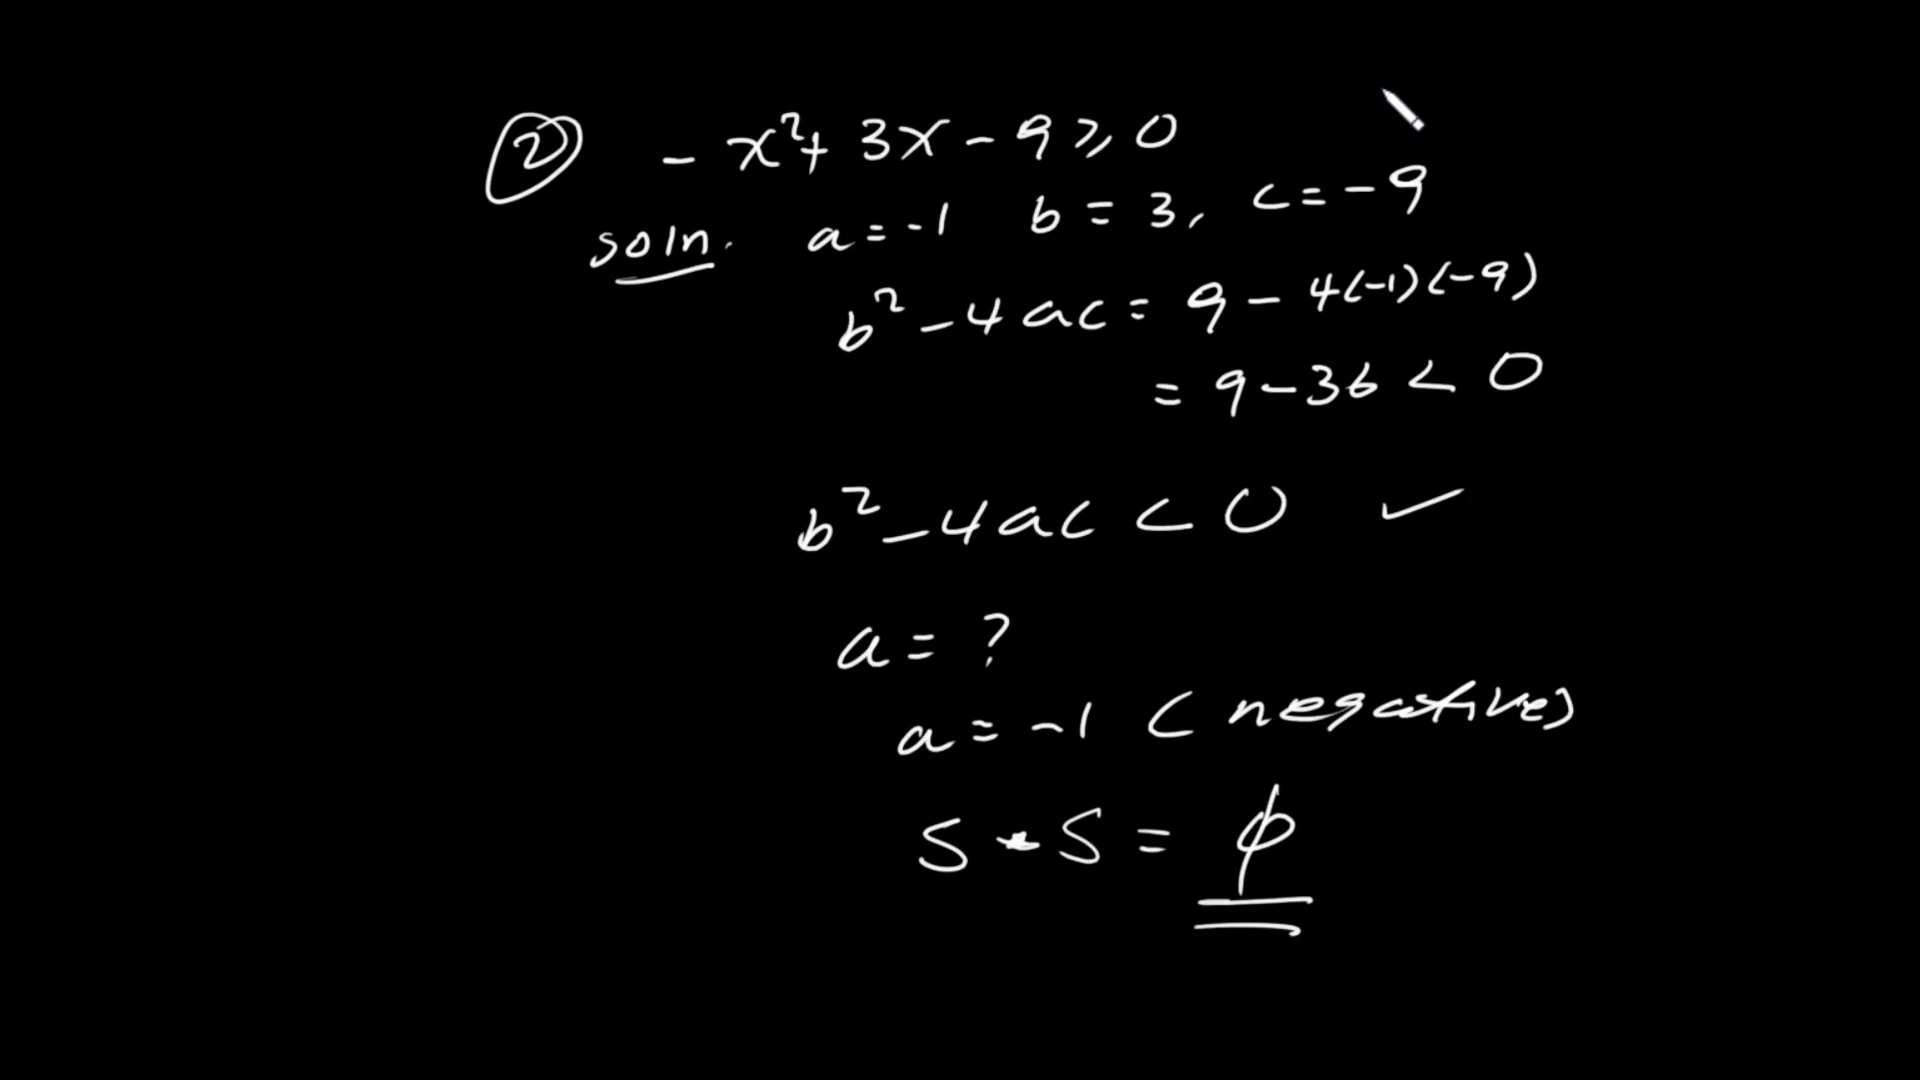 ② - x² + 3x - 9 ≥ 0
soln. a = -1 b = 3, c = -9
b² - 4ac = 9 - 4(-1)(-9)
= 9 - 36 < 0
b² - 4ac < 0 ✓
a = ?
a = -1 (negative)
S - S = ϕ